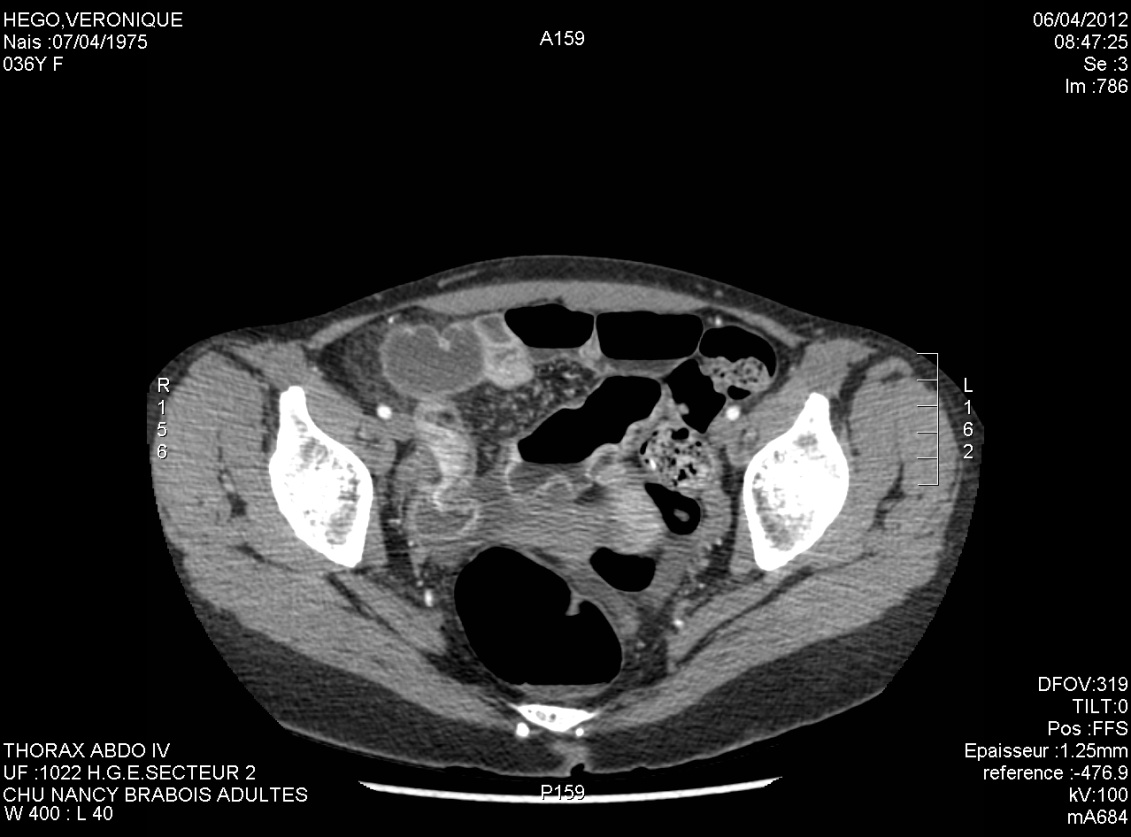 HEGO,VERONIQUE
Nais :07/04/1975
036Y F
A159
06/04/2012
08:47:25
Se :3
Im :786
R
1
5
6
L
1
6
2
DFOV:319
TILT:0
Pos :FFS
Epaisseur :1.25mm
reference :-476.9
kV:100
mA684
THORAX ABDO IV
UF :1022 H.G.E.SECTEUR 2
CHU NANCY BRABOIS ADULTES
W 400 : L 40
P159